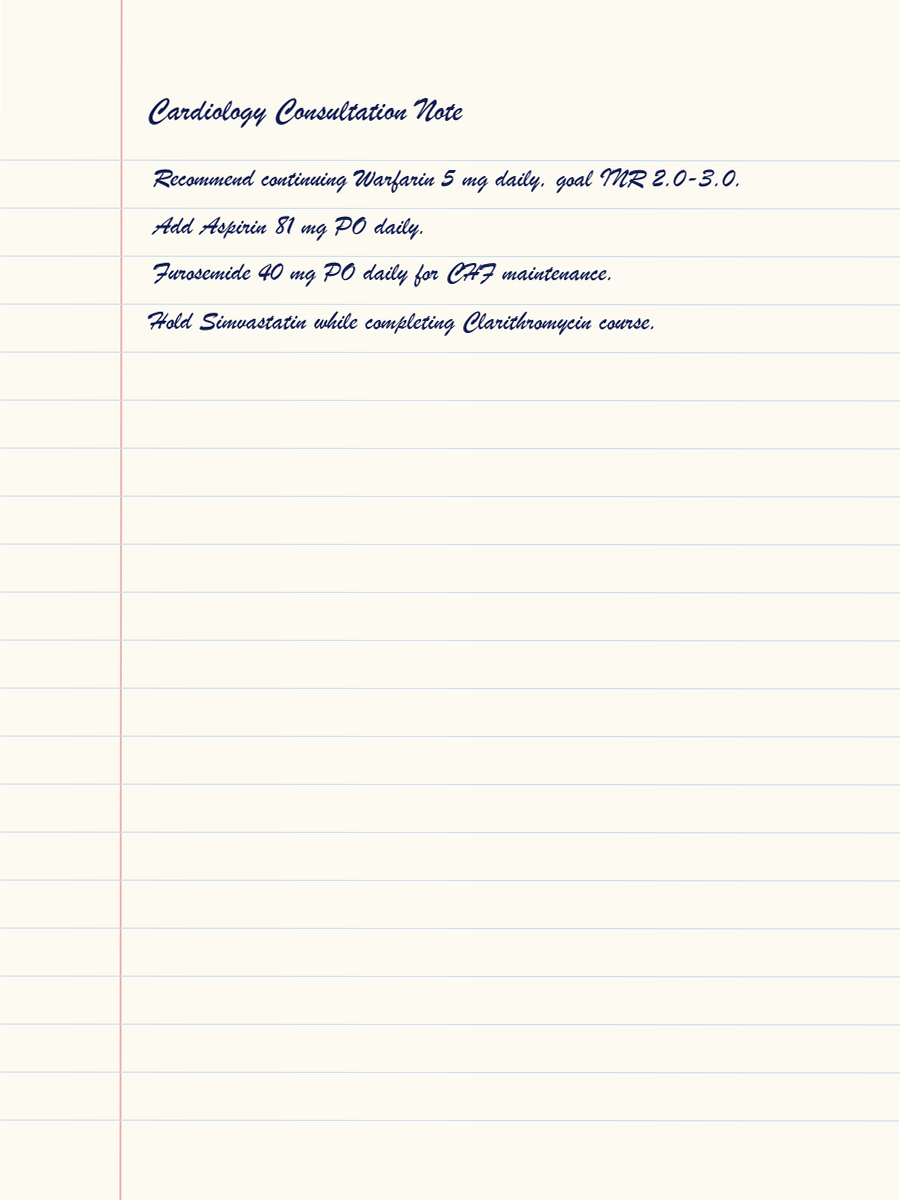 Cardiology Consultation Note
Recommend continuing Warfarin 5 mg daily, goal INR 2.0-3.0.
Add Aspirin 81 mg PO daily.
Furosemide 40 mg PO daily for CHF maintenance.
Hold Simvastatin while completing Clarithromycin course.